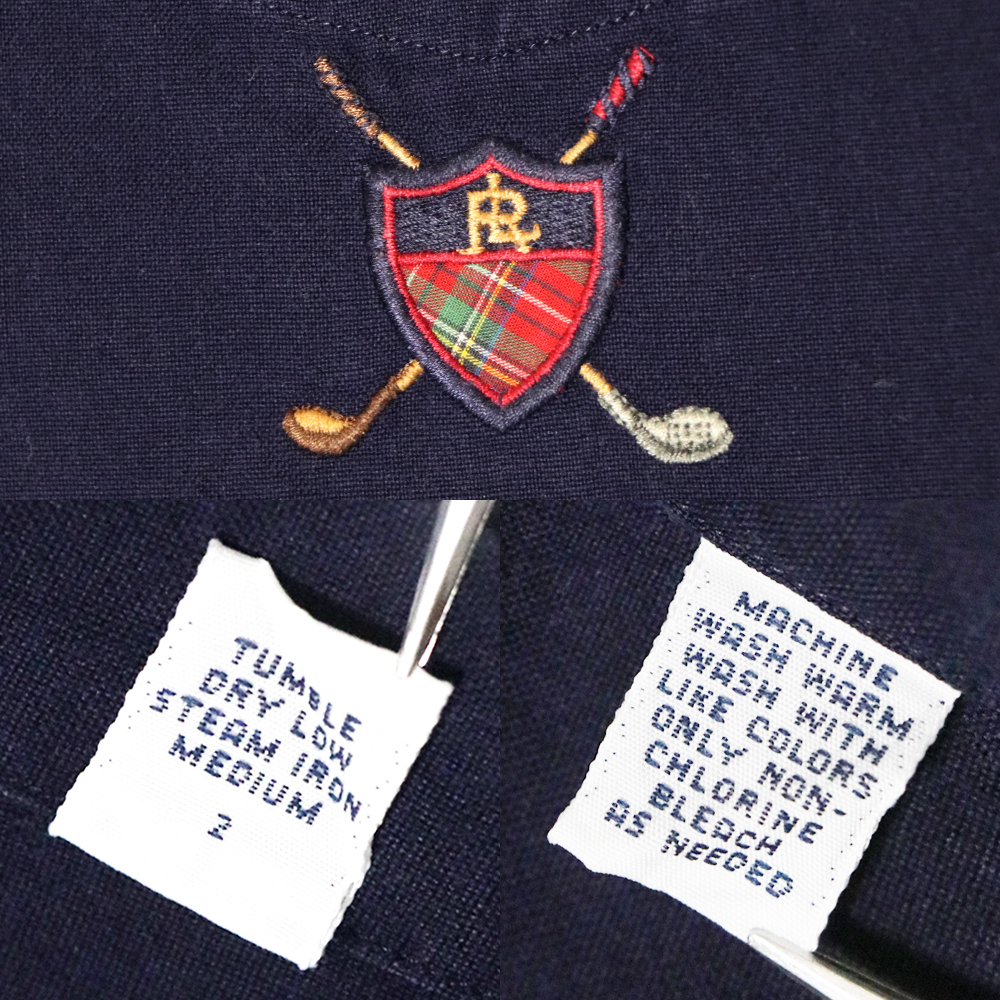 RL
TUMBLE
DRY LOW
STEAM IRON
MEDIUM
2
MACHINE
WASH WARM
WASH WITH
LIKE COLORS
ONLY NON-
CHLORINE
BLEACH
AS NEEDED